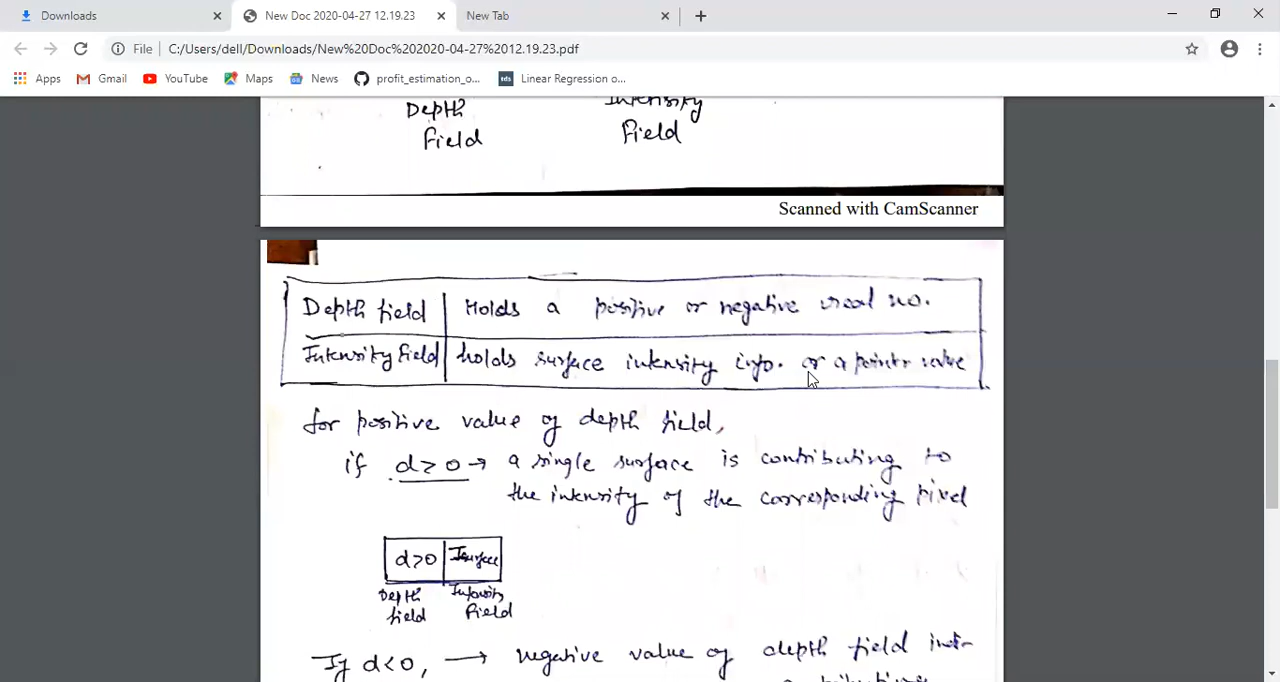 Downloads
New Doc 2020-04-27 12.19.23
New Tab
File C:/Users/dell/Downloads/New%20Doc%202020-04-27%2012.19.23.pdf
Apps Gmail YouTube Maps News profit_estimation_o... Linear Regression o...
Depth Intensity
field field
Scanned with CamScanner
Depth field Holds a positive or negative real no.
Intensity field holds surface intensity info. or a pointer value
for positive value of depth field,
if d≥0 → a single surface is contributing to
the intensity of the corresponding pixel
d>0 Isurface
Depth Intensity
field field
If d<0, → negative value of depth field